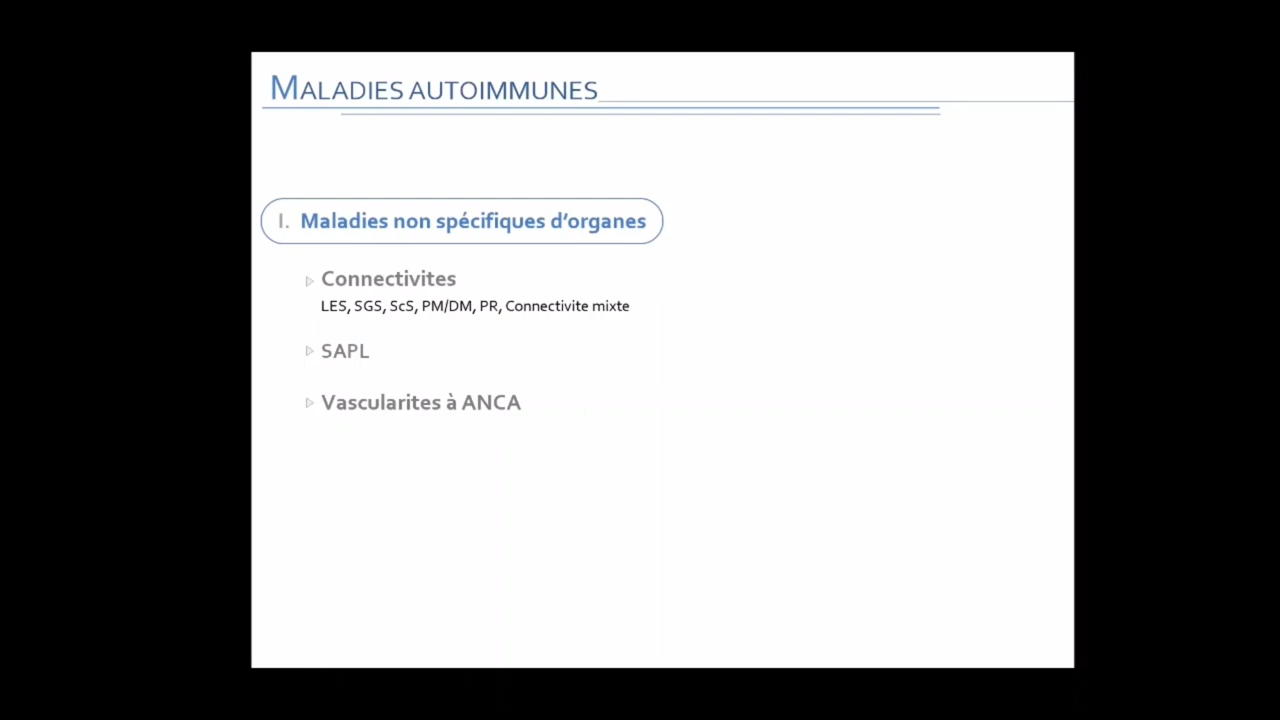 MALADIES AUTOIMMUNES
I. Maladies non spécifiques d’organes
Connectivites
LES, SGS, ScS, PM/DM, PR, Connectivite mixte
SAPL
Vascularites à ANCA